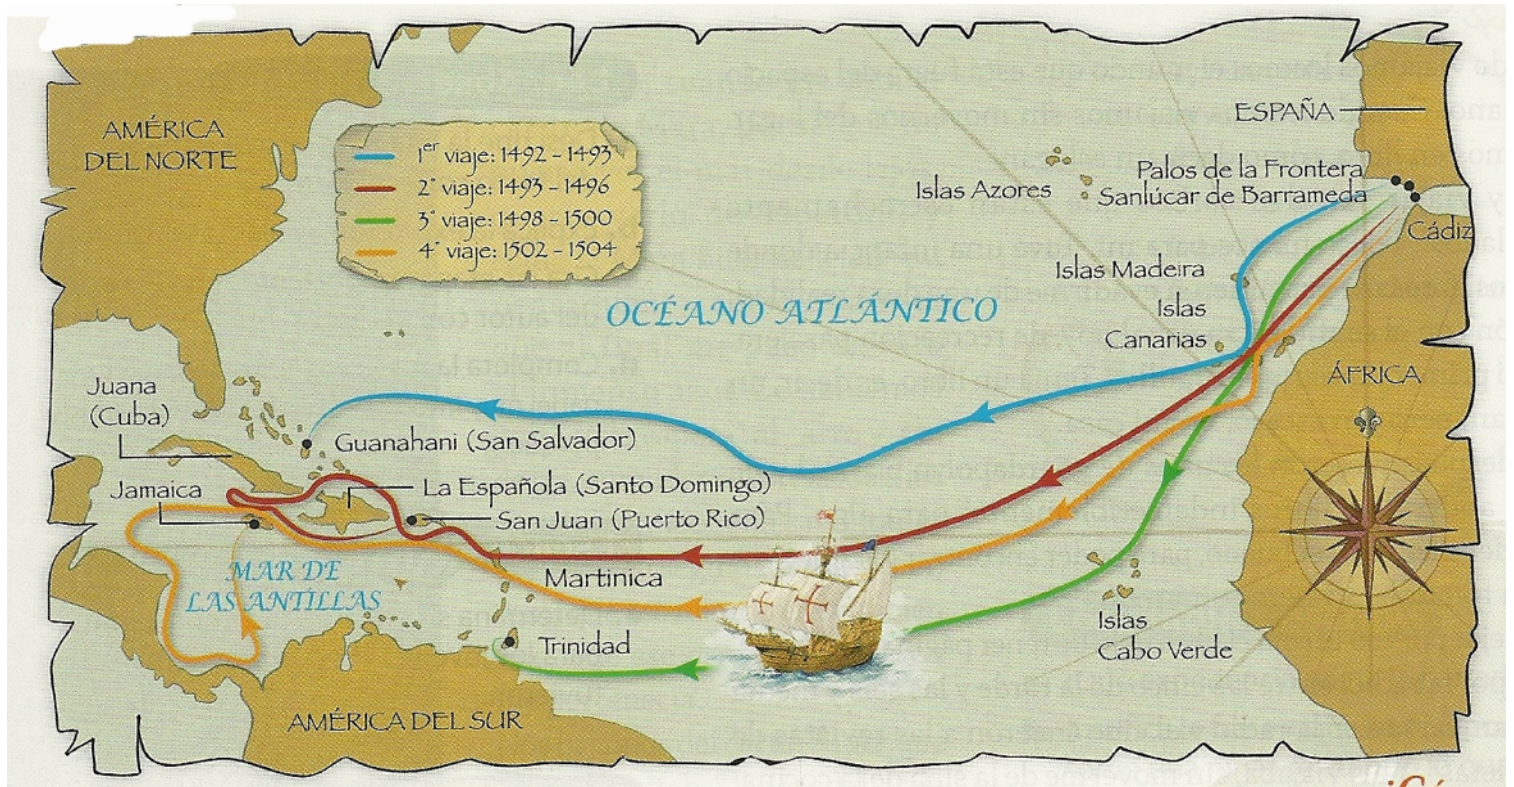 AMÉRICA
DEL NORTE
1er viaje: 1492 - 1493
2° viaje: 1493 - 1496
3° viaje: 1498 - 1500
4° viaje: 1502 - 1504
ESPAÑA
Palos de la Frontera
Sanlúcar de Barrameda
Cádiz
Islas Azores
Islas Madeira
Islas
Canarias
OCÉANO ATLÁNTICO
ÁFRICA
Juana
(Cuba)
Guanahani (San Salvador)
Jamaica
La Española (Santo Domingo)
San Juan (Puerto Rico)
MAR DE
LAS ANTILLAS
Martinica
Trinidad
Islas
Cabo Verde
AMÉRICA DEL SUR